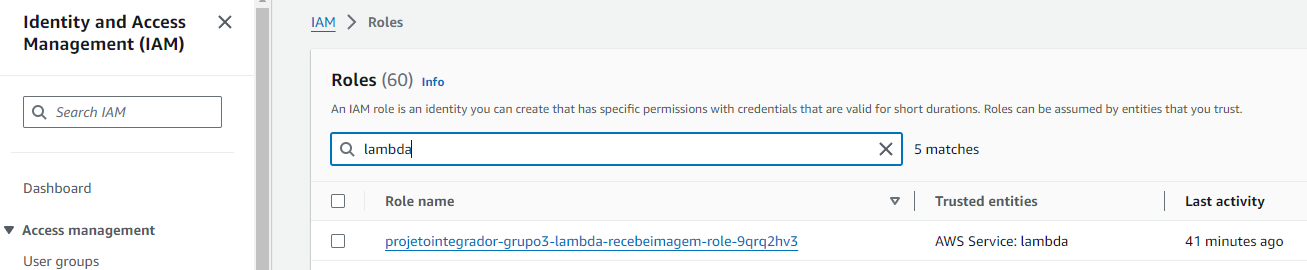 Identity and Access
Management (IAM)
Search IAM
Dashboard
Access management
User groups
IAM > Roles
Roles (60) Info
An IAM role is an identity you can create that has specific permissions with credentials that are valid for short durations. Roles can be assumed by entities that you trust.
lambda 5 matches
Role name Trusted entities Last activity
projetointegrador-grupo3-lambda-recebeimagem-role-9qrq2hv3 AWS Service: lambda 41 minutes ago